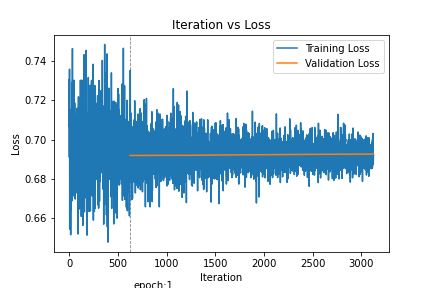 Iteration vs Loss
Training Loss
Validation Loss
0.74
0.72
0.70
0.68
0.66
Loss
0 500 1000 1500 2000 2500 3000
Iteration
epoch:1